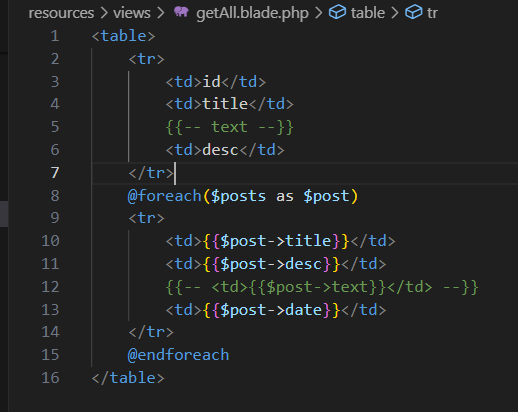 resources > views > getAll.blade.php > table > tr
1 <table>
2     <tr>
3         <td>id</td>
4         <td>title</td>
5         {{-- text --}}
6         <td>desc</td>
7     </tr>
8     @foreach($posts as $post)
9     <tr>
10         <td>{{$post->title}}</td>
11         <td>{{$post->desc}}</td>
12         {{-- <td>{{$post->text}}</td> --}}
13         <td>{{$post->date}}</td>
14     </tr>
15     @endforeach
16 </table>